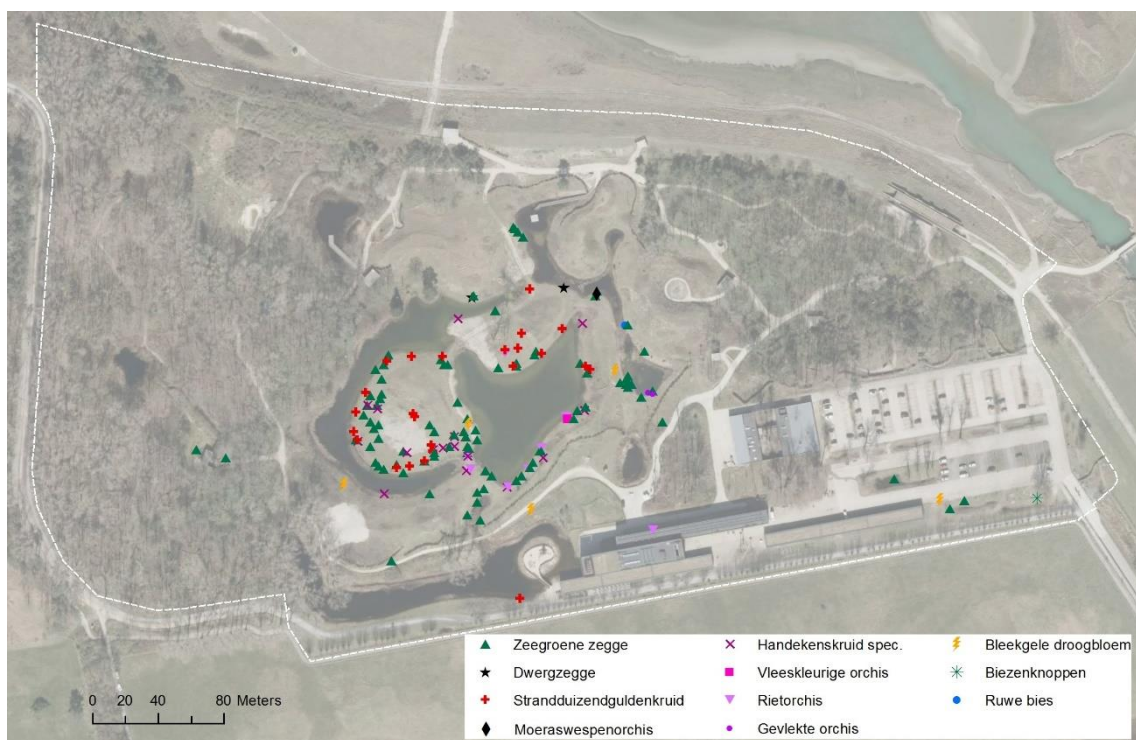 0 20 40 80 Meters
Zeegroene zegge
Dwergzegge
Strandduizendguldenkruid
Moeraswespenorchis
Handekenskruid spec.
Vleeskleurige orchis
Rietorchis
Gevlekte orchis
Bleekgele droogbloem
Biezenknoppen
Ruwe bies